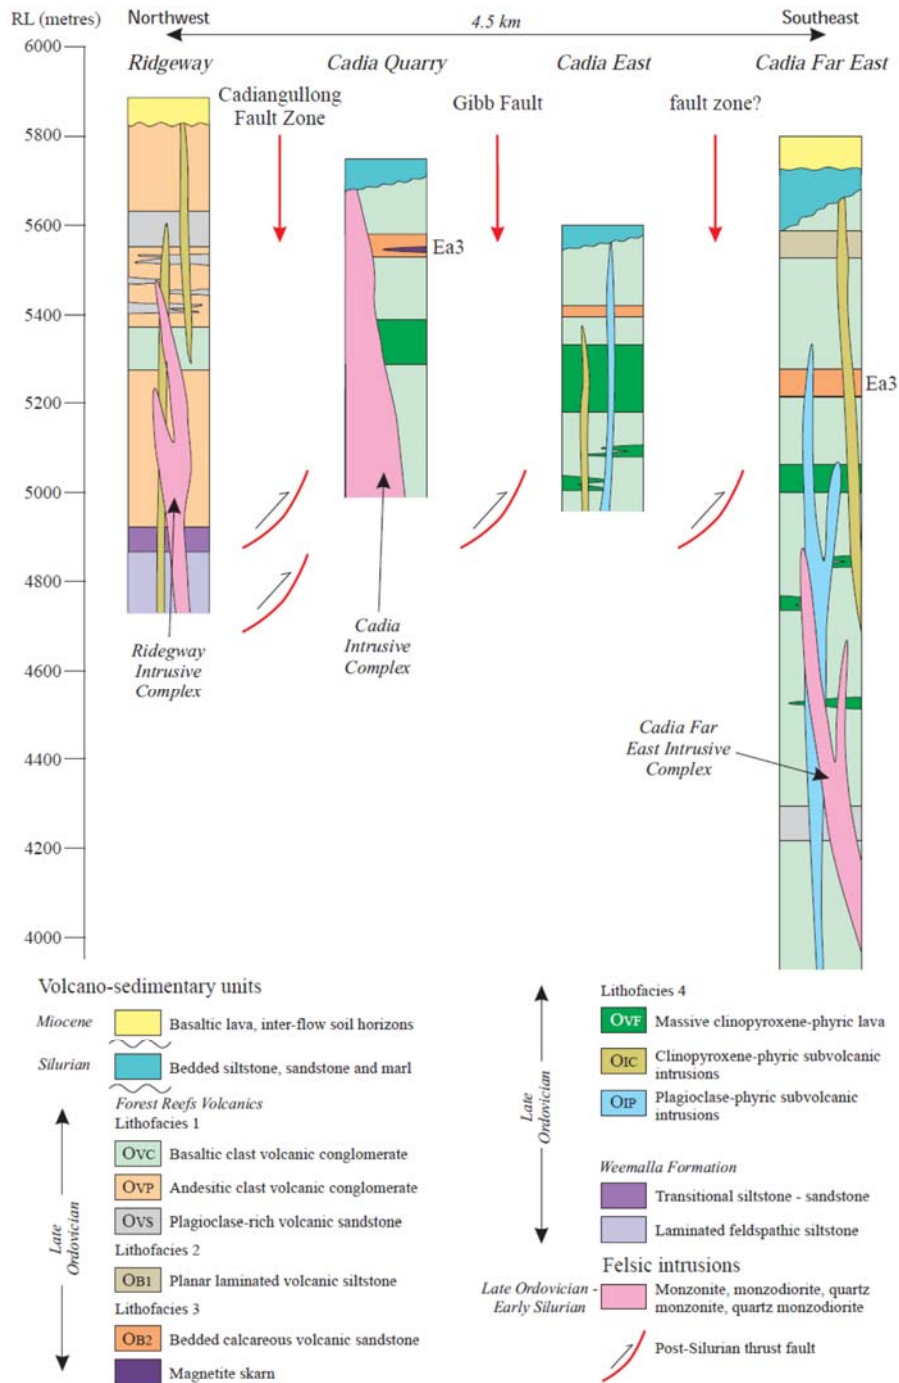 RL (metres)
Northwest
4.5 km
Southeast
6000
Ridgeway
Cadia Quarry
Cadia East
Cadia Far East
Cadiangullong
Fault Zone
Gibb Fault
fault zone?
5800
5600
Ea3
5400
5200
Ea3
5000
4800
Ridegway
Intrusive
Complex
Cadia
Intrusive
Complex
4600
Cadia Far
East Intrusive
Complex
4400
4200
4000
Volcano-sedimentary units
Miocene
Basaltic lava, inter-flow soil horizons
Silurian
Bedded siltstone, sandstone and marl
Forest Reefs Volcanics
Late
Ordovician
Lithofacies 1
OVC Basaltic clast volcanic conglomerate
OVP Andesitic clast volcanic conglomerate
OVS Plagioclase-rich volcanic sandstone
Lithofacies 2
OB1 Planar laminated volcanic siltstone
Lithofacies 3
OB2 Bedded calcareous volcanic sandstone
Magnetite skarn
Late
Ordovician
Lithofacies 4
OVF Massive clinopyroxene-phyric lava
OIC Clinopyroxene-phyric subvolcanic
intrusions
OIP Plagioclase-phyric subvolcanic
intrusions
Weemalla Formation
Transitional siltstone - sandstone
Laminated feldspathic siltstone
Felsic intrusions
Late Ordovician -
Early Silurian
Monzonite, monzodiorite, quartz
monzonite, quartz monzodiorite
Post-Silurian thrust fault